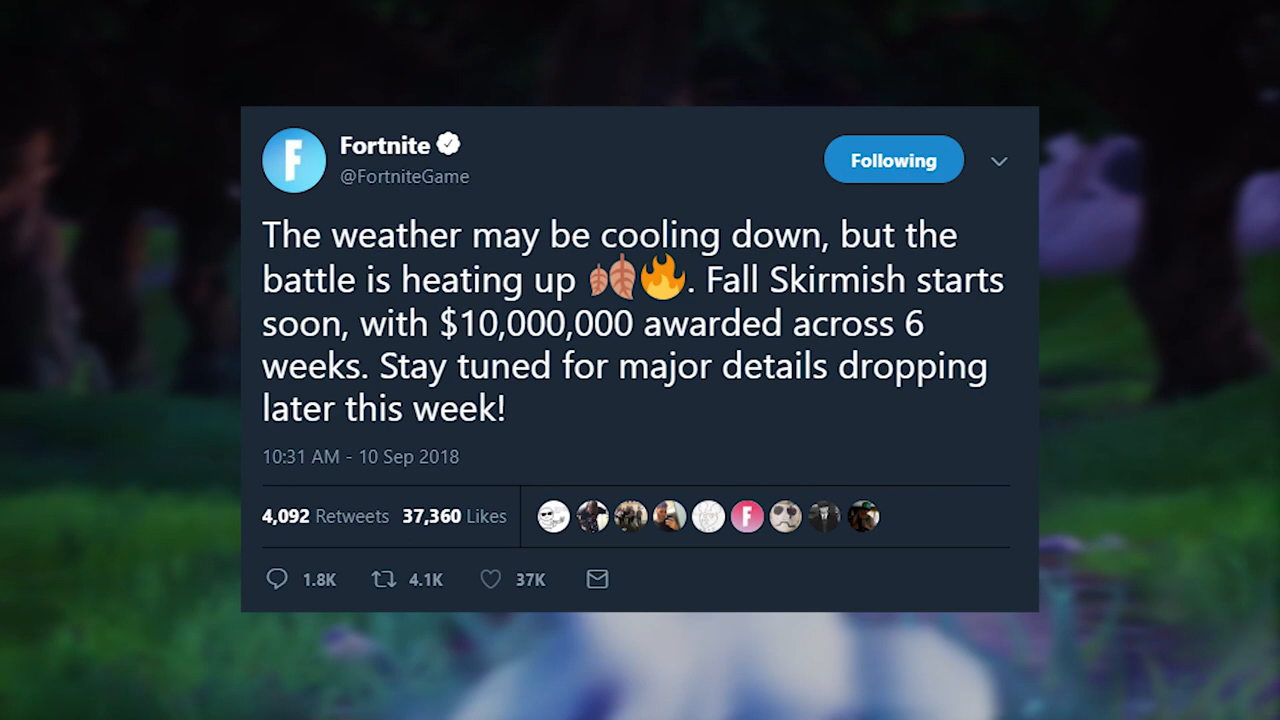 F
Fortnite
@FortniteGame
Following
The weather may be cooling down, but the
battle is heating up 🍂🔥. Fall Skirmish starts
soon, with $10,000,000 awarded across 6
weeks. Stay tuned for major details dropping
later this week!
10:31 AM - 10 Sep 2018
4,092 Retweets 37,360 Likes
F
1.8K 4.1K 37K